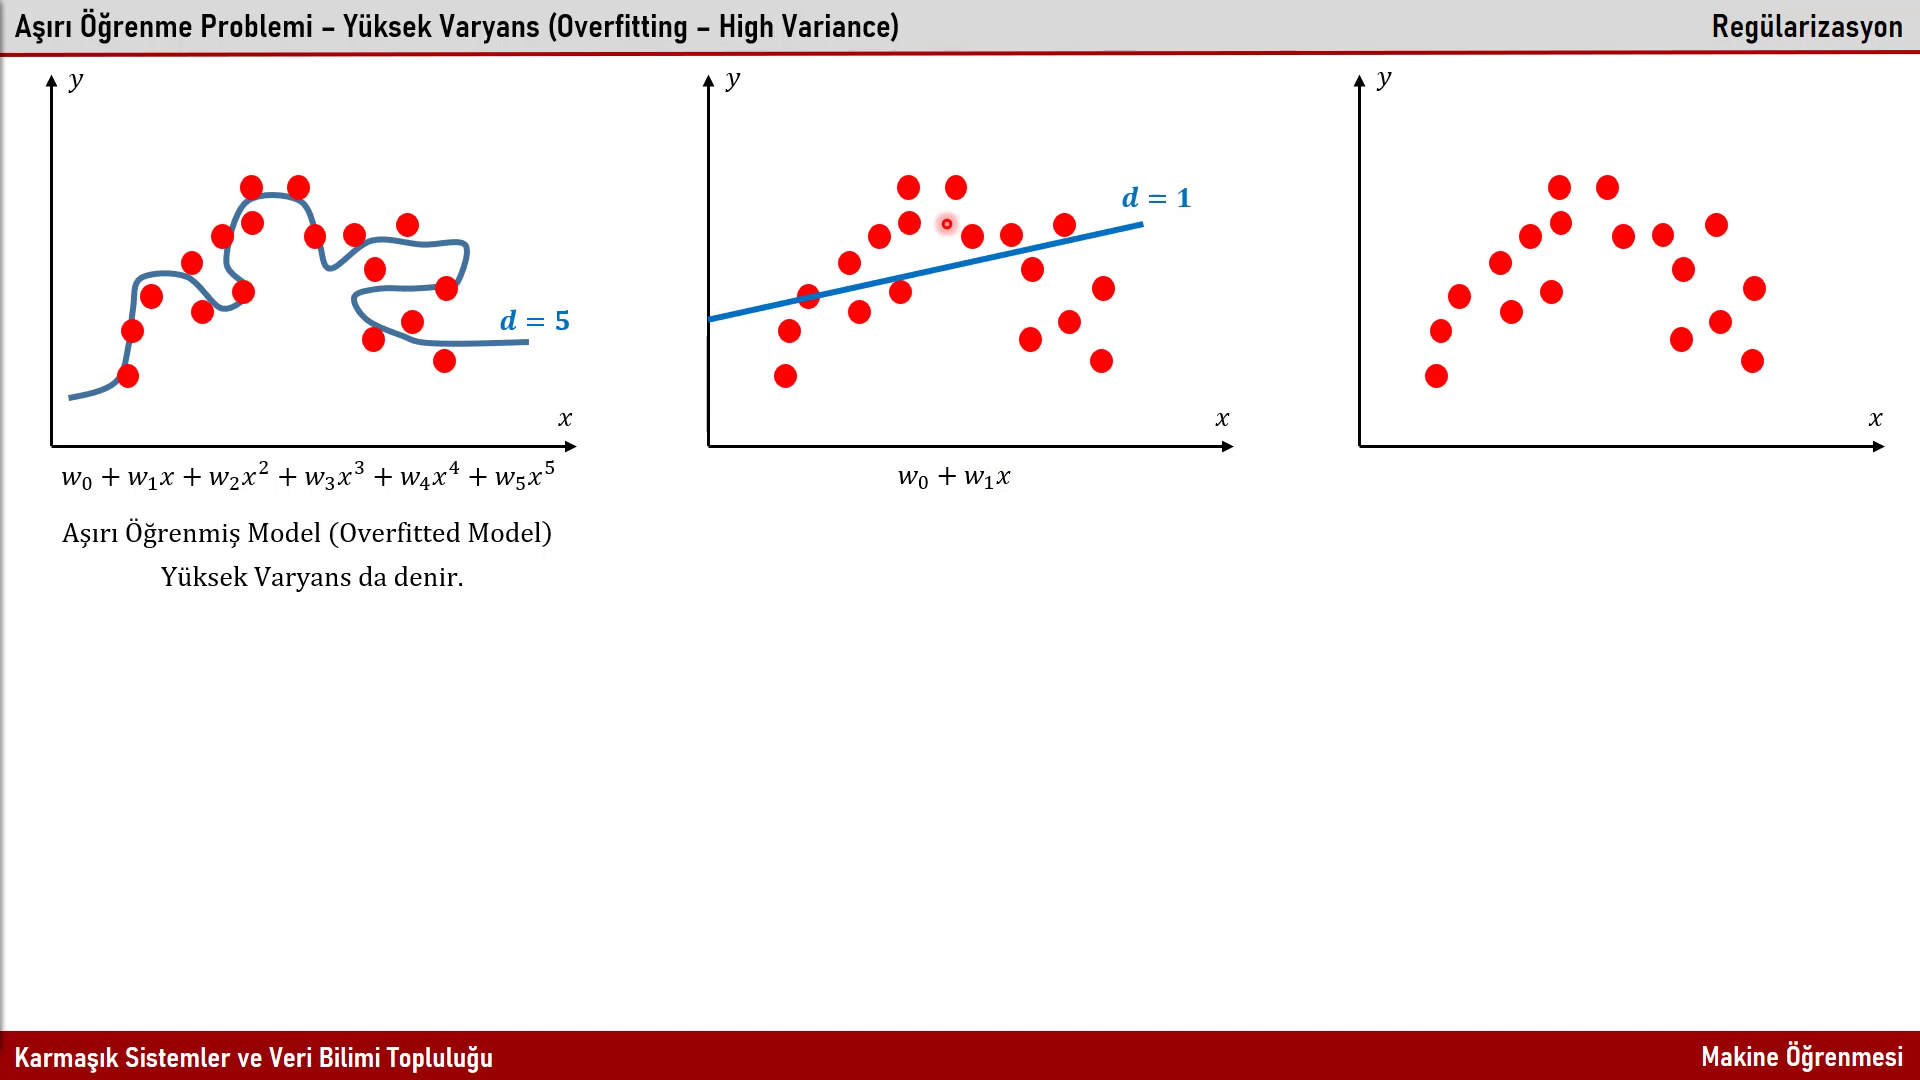 Aşırı Öğrenme Problemi – Yüksek Varyans (Overfitting – High Variance)
Regülarizasyon
y
d = 5
x
w₀ + w₁x + w₂x² + w₃x³ + w₄x⁴ + w₅x⁵
Aşırı Öğrenmiş Model (Overfitted Model)
Yüksek Varyans da denir.
y
d = 1
x
w₀ + w₁x
y
x
Karmaşık Sistemler ve Veri Bilimi Topluluğu
Makine Öğrenmesi